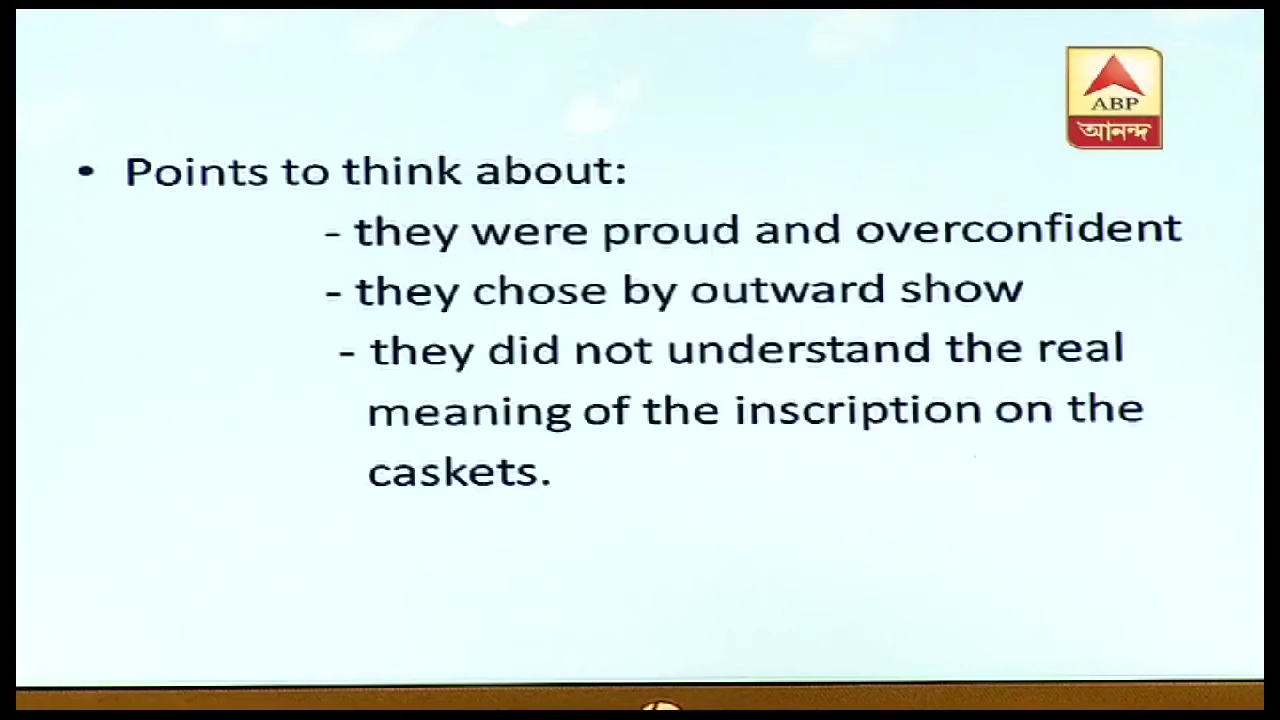 ABP
আনন্দ
• Points to think about:
- they were proud and overconfident
- they chose by outward show
- they did not understand the real
meaning of the inscription on the
caskets.